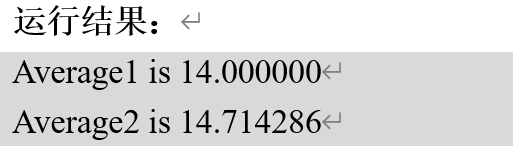 运行结果：
Average1 is 14.000000
Average2 is 14.714286